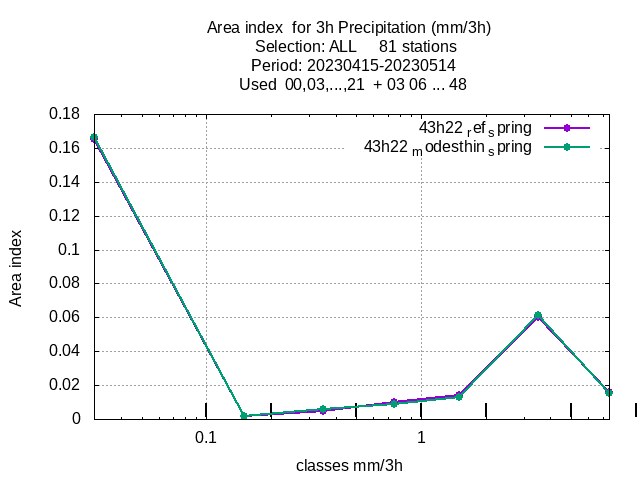 Area index  for 3h Precipitation (mm/3h)
Selection: ALL     81 stations
Period: 20230415-20230514
Used  00,03,...,21  + 03 06 ... 48
43h22 ref spring
43h22 modesthin spring
0.18
0.16
0.14
0.12
0.1
0.08
0.06
0.04
0.02
0
Area index
0.1 1
classes mm/3h